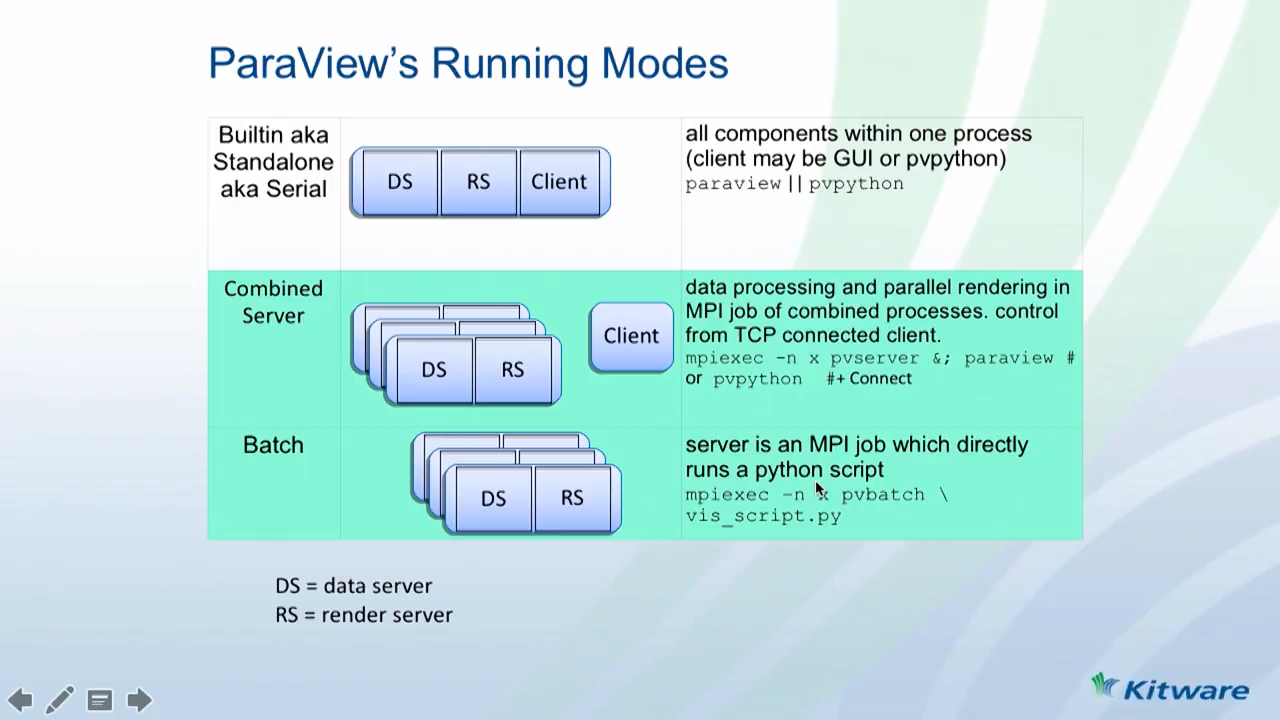 ParaView's Running Modes
Builtin aka
Standalone
aka Serial
DS
RS
Client
all components within one process
(client may be GUI or pvpython)
paraview || pvpython
Combined
Server
DS
RS
Client
data processing and parallel rendering in
MPI job of combined processes. control
from TCP connected client.
mpiexec -n x pvserver &; paraview #
or pvpython #+ Connect
Batch
DS
RS
server is an MPI job which directly
runs a python script
mpiexec -n x pvbatch \
vis_script.py
DS = data server
RS = render server
Kitware